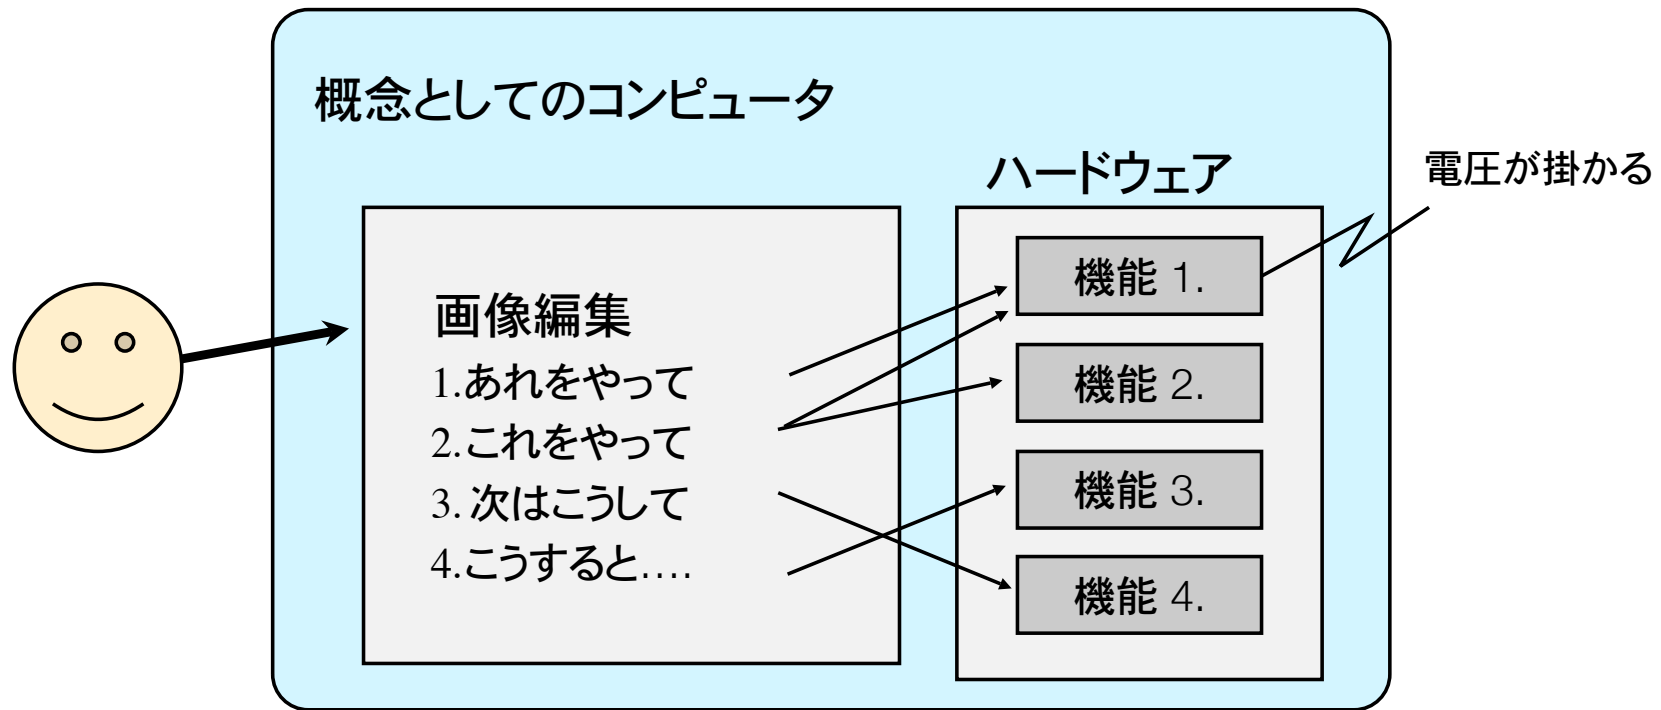 概念としてのコンピュータ
ハードウェア
電圧が掛かる
画像編集
1.あれをやって
2.これをやって
3.次はこうして
4.こうすると....
機能 1.
機能 2.
機能 3.
機能 4.